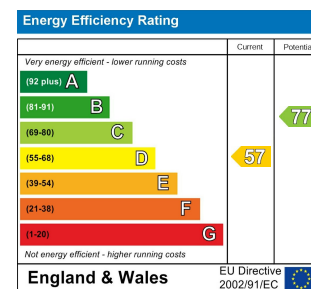 Energy Efficiency Rating
Current
Potentia
Very energy efficient - lower running costs
(92 plus) A
(81-91) B
(69-80) C
(55-68) D
(39-54) E
(21-38) F
(1-20) G
57
77
Not energy efficient - higher running costs
England & Wales
EU Directive
2002/91/EC